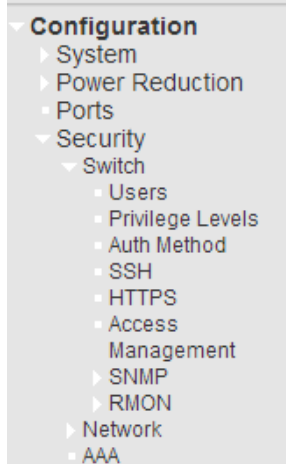 Configuration
System
Power Reduction
Ports
Security
Switch
Users
Privilege Levels
Auth Method
SSH
HTTPS
Access
Management
SNMP
RMON
Network
AAA